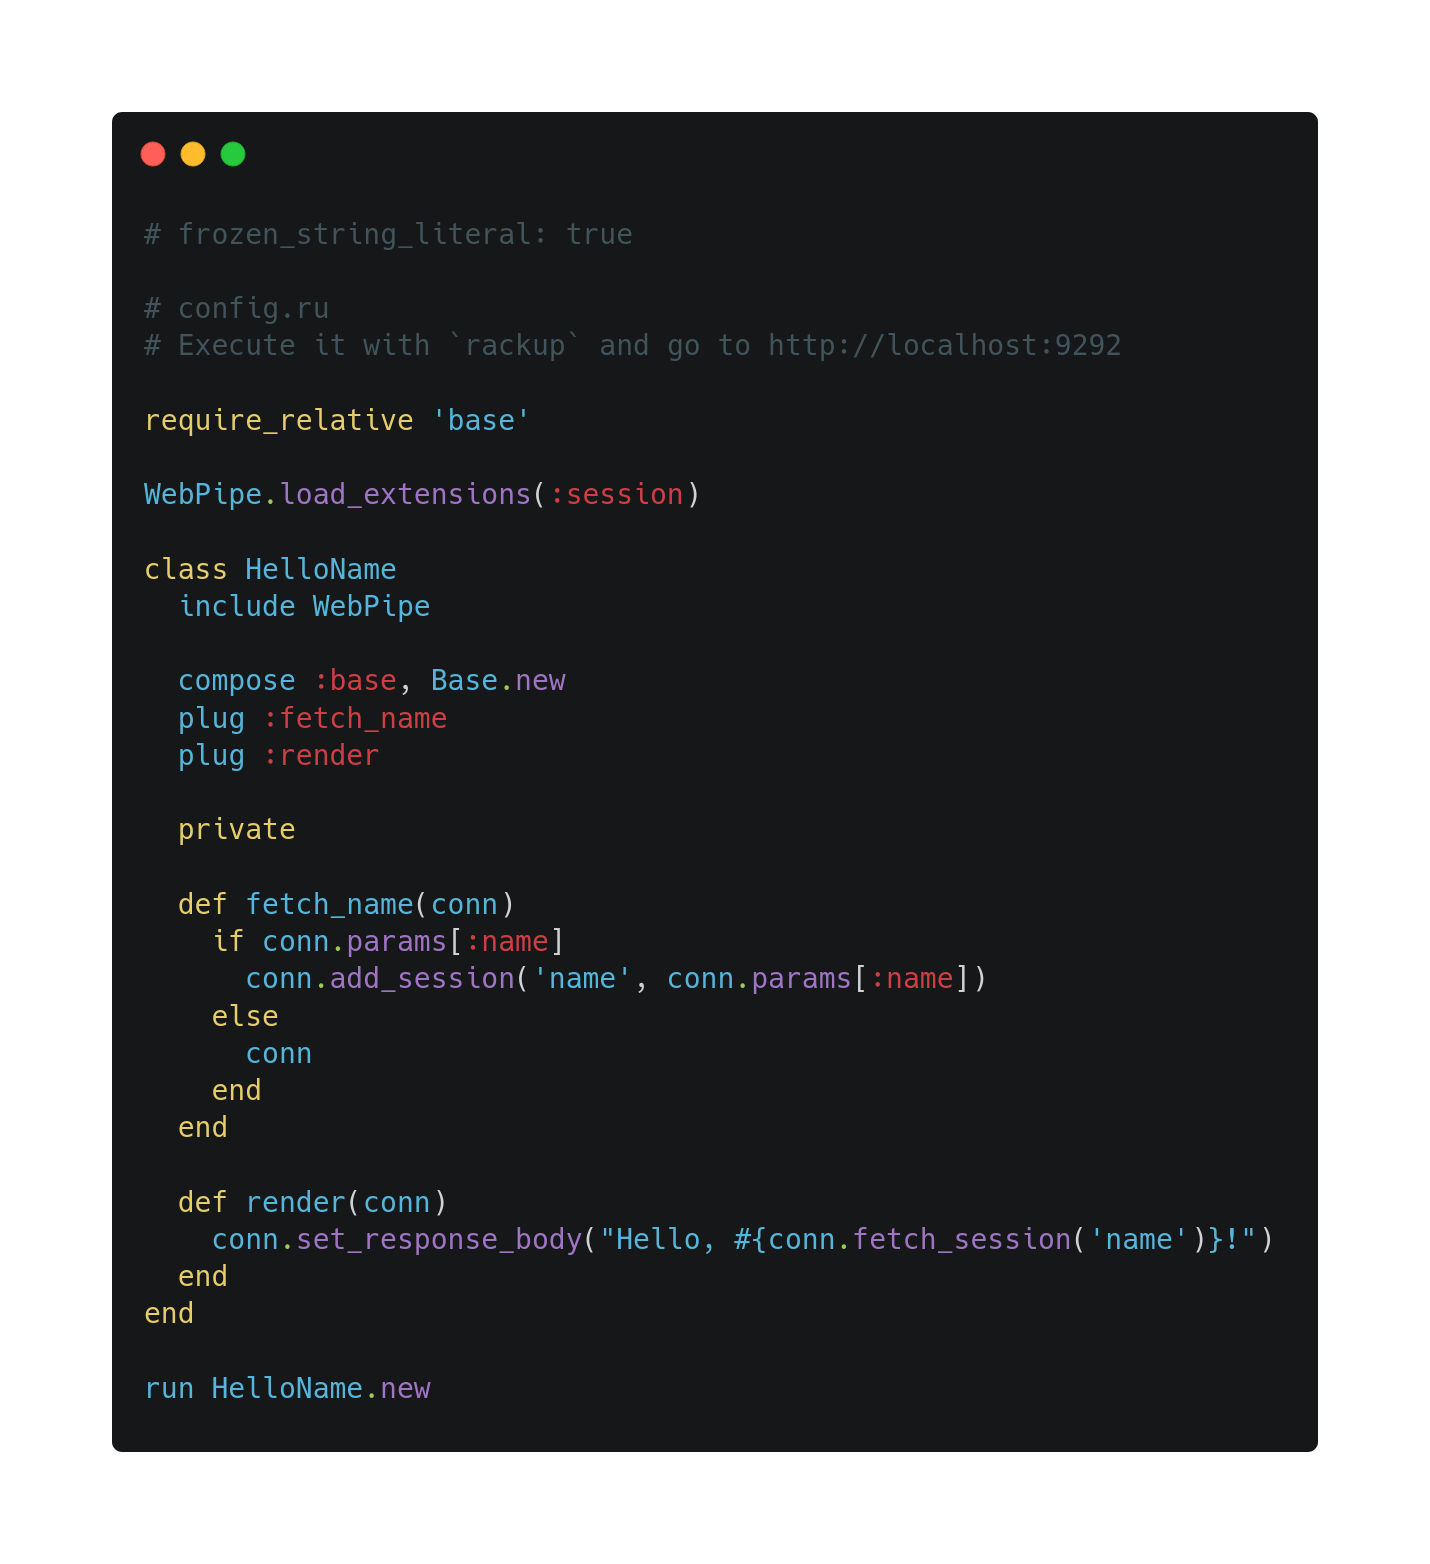 # frozen_string_literal: true

# config.ru
# Execute it with `rackup` and go to http://localhost:9292

require_relative 'base'

WebPipe.load_extensions(:session)

class HelloName
  include WebPipe

  compose :base, Base.new
  plug :fetch_name
  plug :render

  private

  def fetch_name(conn)
    if conn.params[:name]
      conn.add_session('name', conn.params[:name])
    else
      conn
    end
  end

  def render(conn)
    conn.set_response_body("Hello, #{conn.fetch_session('name')}!")
  end
end

run HelloName.new